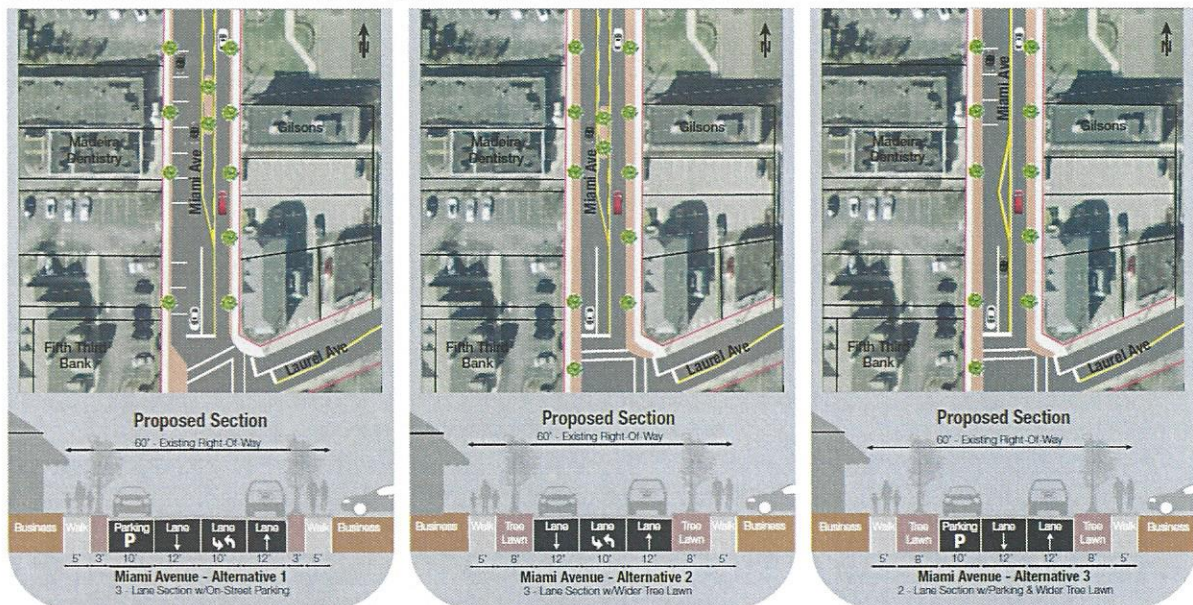 N
Gilsons
Madeira
Dentistry
Miami Ave
Fifth Third
Bank
Laurel Ave
Proposed Section
60' - Existing Right-Of-Way
Business
Walk
Parking
P
Lane
Lane
Lane
Walk
Business
5'
3'
10'
12'
10'
12'
3'
5'
Miami Avenue - Alternative 1
3 - Lane Section w/On-Street Parking
N
Gilsons
Madeira
Dentistry
Miami Ave
Fifth Third
Bank
Laurel Ave
Proposed Section
60' - Existing Right-Of-Way
Business
Walk
Tree
Lawn
Lane
Lane
Lane
Tree
Lawn
Walk
Business
5'
8'
12'
10'
12'
8'
5'
Miami Avenue - Alternative 2
3 - Lane Section w/Wider Tree Lawn
N
Miami Ave
Gilsons
Madeira
Dentistry
Fifth Third
Bank
Laurel Ave
Proposed Section
60' - Existing Right-Of-Way
Business
Walk
Tree
Lawn
Parking
P
Lane
Lane
Tree
Lawn
Walk
Business
5'
8'
10'
12'
12'
8'
5'
Miami Avenue - Alternative 3
2 - Lane Section w/Parking & Wider Tree Lawn